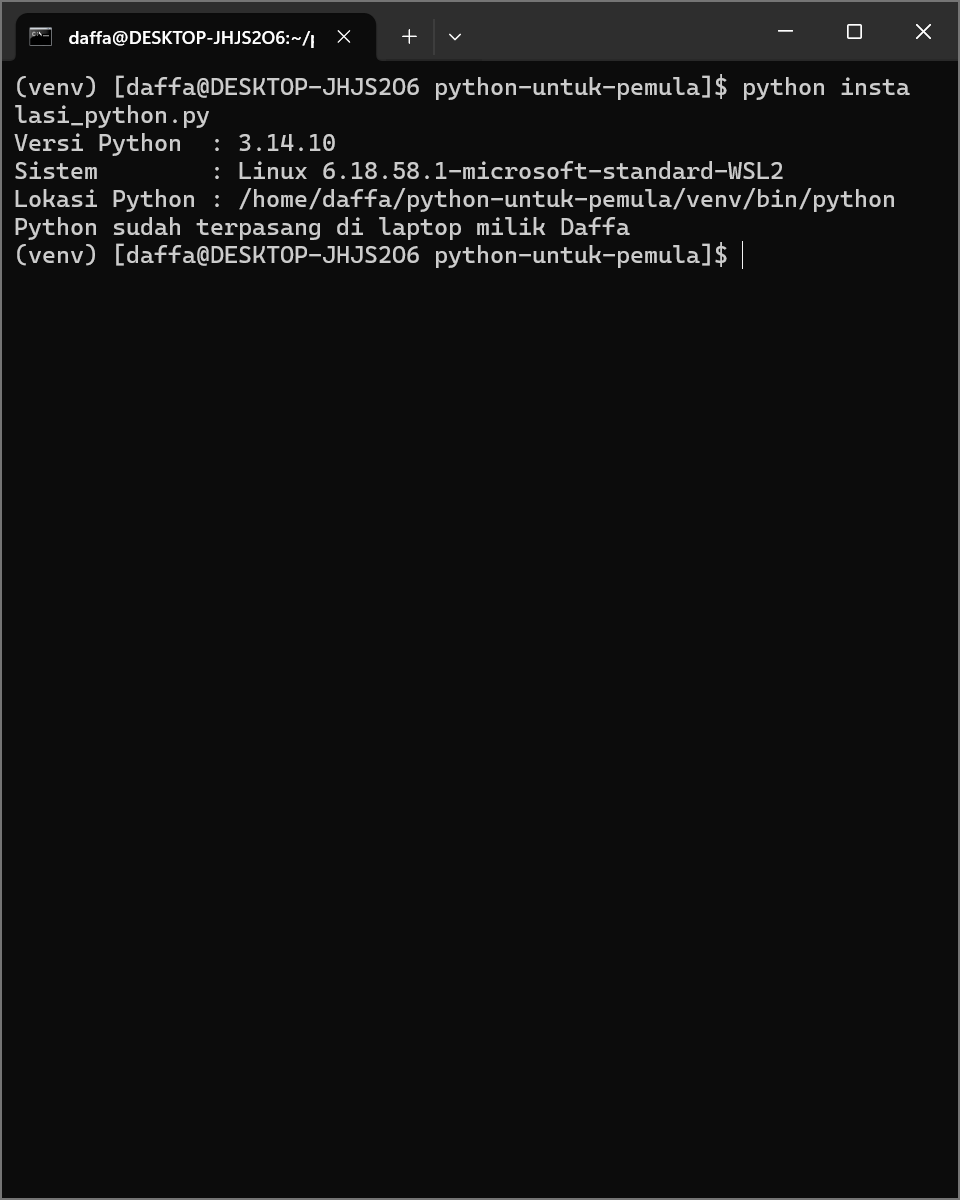 daffa@DESKTOP-JHJS2O6:~/p
(venv) [daffa@DESKTOP-JHJS2O6 python-untuk-pemula]$ python insta
lasi_python.py
Versi Python  : 3.14.10
Sistem        : Linux 6.18.58.1-microsoft-standard-WSL2
Lokasi Python : /home/daffa/python-untuk-pemula/venv/bin/python
Python sudah terpasang di laptop milik Daffa
(venv) [daffa@DESKTOP-JHJS2O6 python-untuk-pemula]$